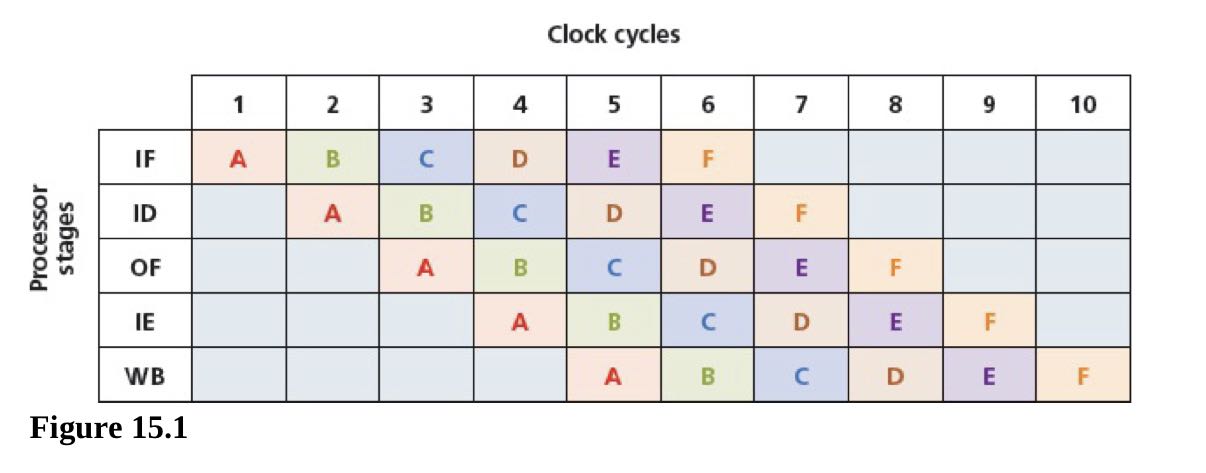 Clock cycles
1 2 3 4 5 6 7 8 9 10
Processor stages
IF A B C D E F
ID A B C D E F
OF A B C D E F
IE A B C D E F
WB A B C D E F
Figure 15.1